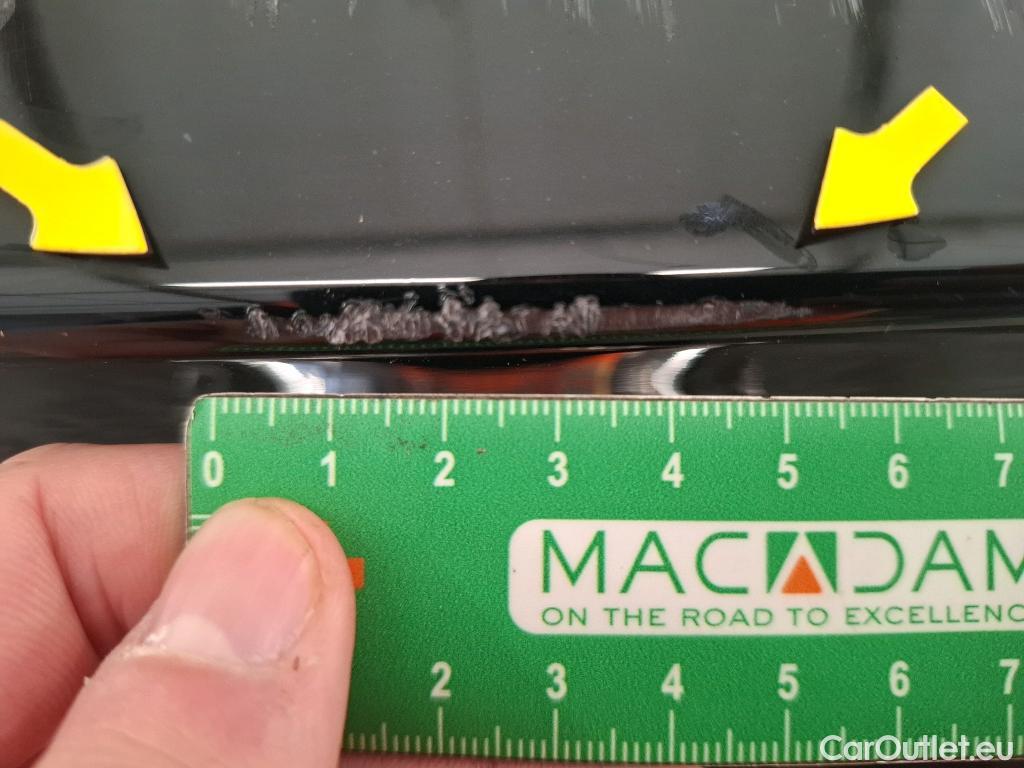 0 1 2 3 4 5 6 7
MACADAM
ON THE ROAD TO EXCELLENC
2 3 4 5 6 7
CarOutlet.eu